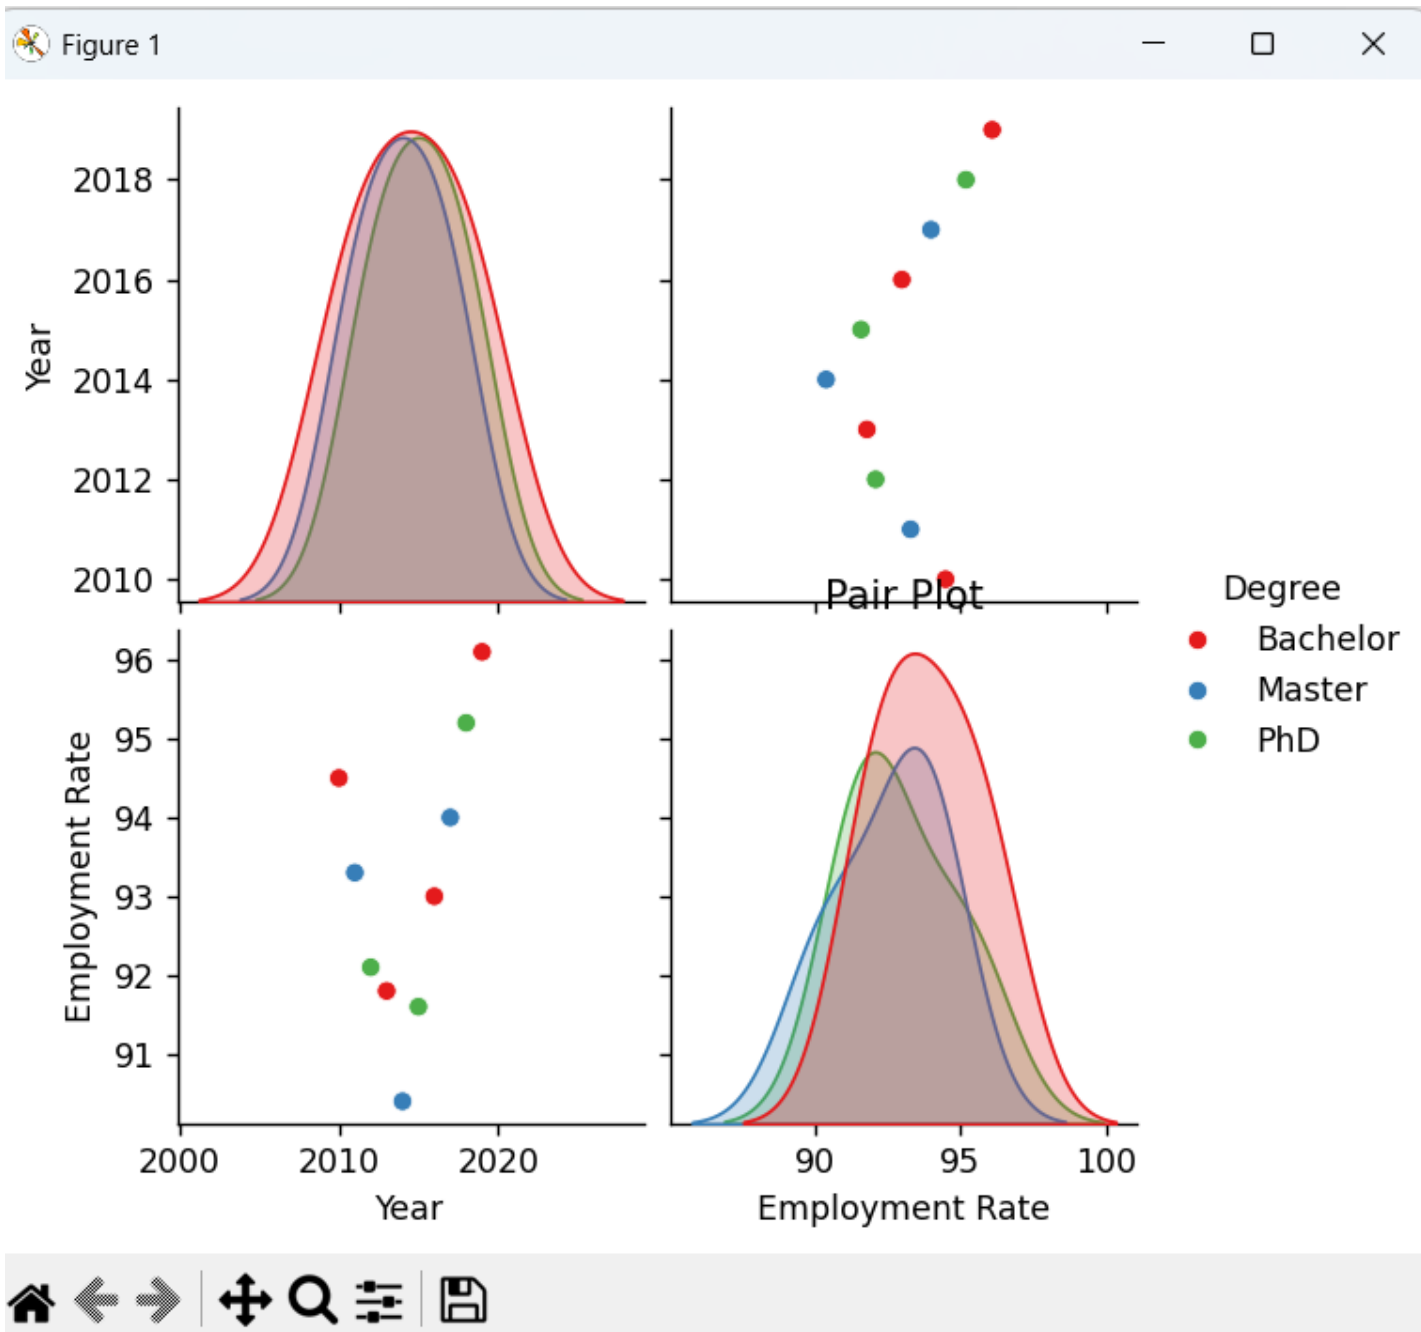 Figure 1
2018
2016
2014
2012
2010
Year
Pair Plot
Degree
Bachelor
Master
PhD
96
95
94
93
92
91
Employment Rate
2000 2010 2020
Year
90 95 100
Employment Rate